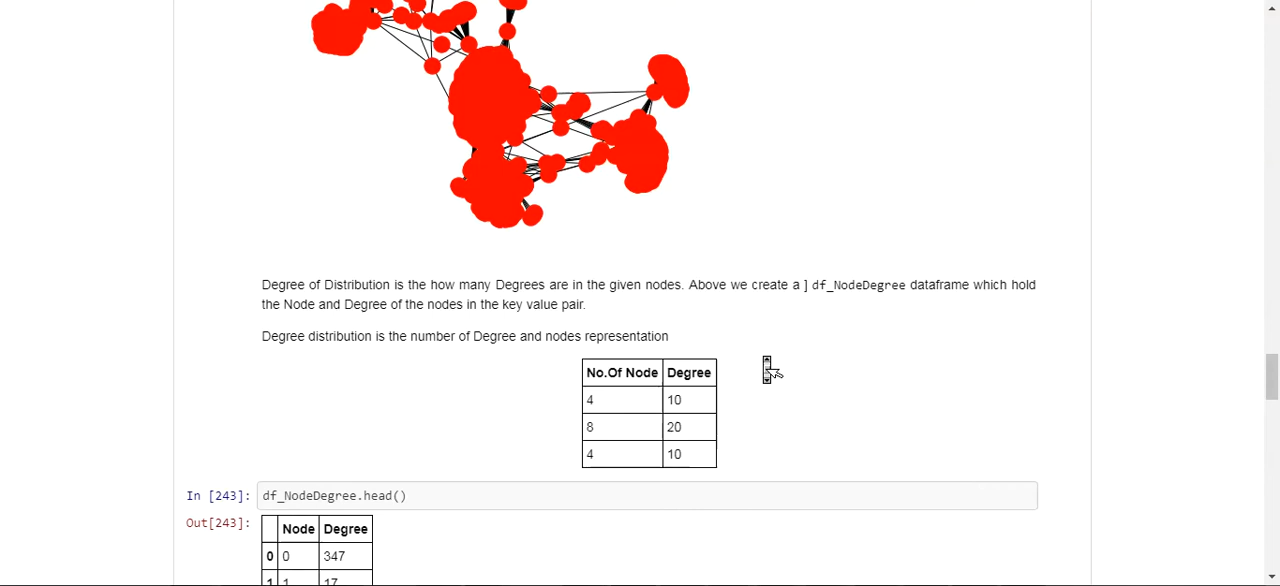 Degree of Distribution is the how many Degrees are in the given nodes. Above we create a ] df_NodeDegree dataframe which hold
the Node and Degree of the nodes in the key value pair.
Degree distribution is the number of Degree and nodes representation
No.Of Node Degree
4 10
8 20
4 10
In [243]: df_NodeDegree.head()
Out[243]:
Node Degree
0 0 347
1 1 17